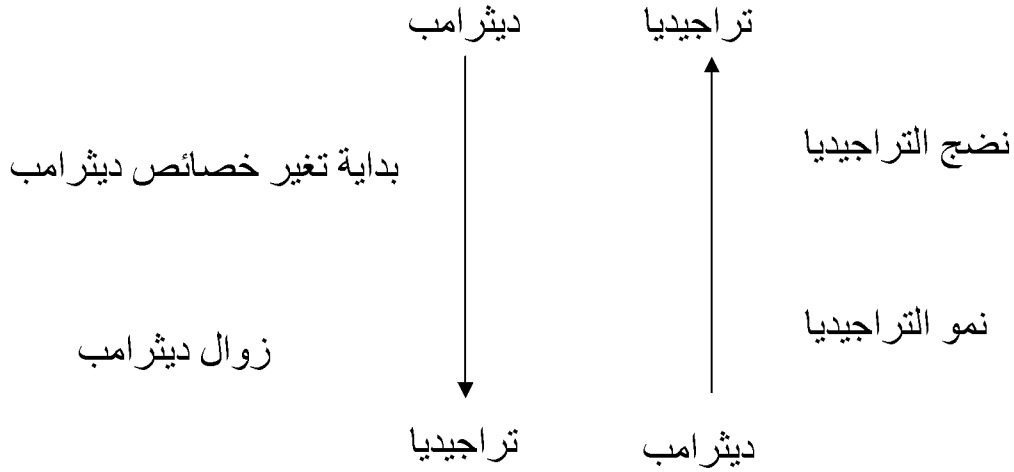 تراجيديا
ديثرامب
نضج التراجيديا
بداية تغير خصائص ديثرامب
نمو التراجيديا
زوال ديثرامب
ديثرامب
تراجيديا